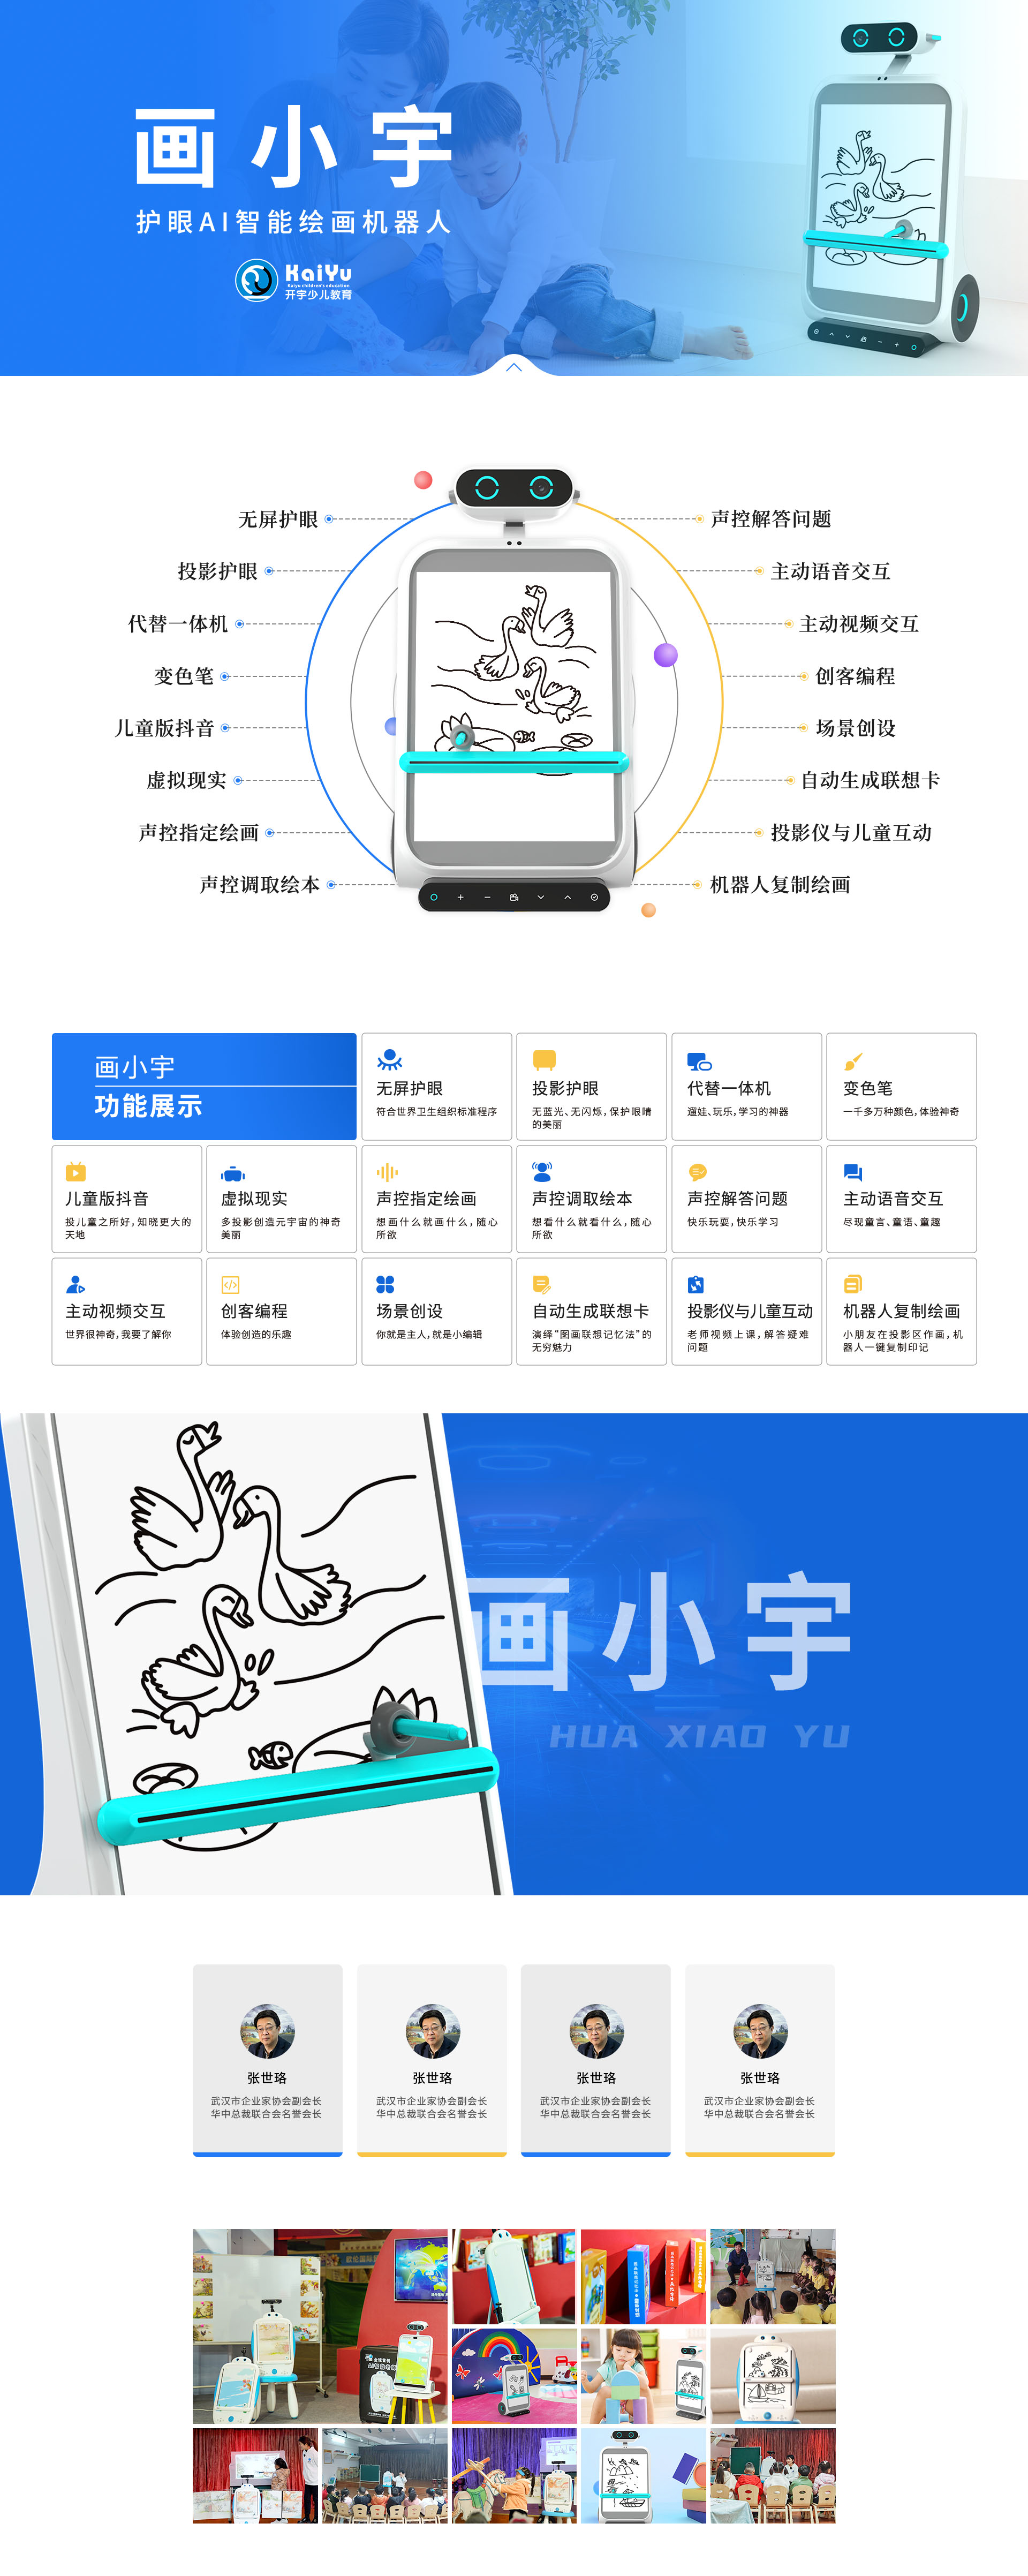 画小宇
护眼AI智能绘画机器人
KaiYu
Kaiyu children's education
开宇少儿教育
无屏护眼
投影护眼
代替一体机
变色笔
儿童版抖音
虚拟现实
声控指定绘画
声控调取绘本
声控解答问题
主动语音交互
主动视频交互
创客编程
场景创设
自动生成联想卡
投影仪与儿童互动
机器人复制绘画
画小宇
功能展示
无屏护眼
符合世界卫生组织标准程序
投影护眼
无蓝光、无闪烁，保护眼睛
的美丽
代替一体机
遛娃、玩乐，学习的神器
变色笔
一千多万种颜色，体验神奇
儿童版抖音
投儿童之所好，知晓更大的
天地
虚拟现实
多投影创造元宇宙的神奇
美丽
声控指定绘画
想画什么就画什么，随心
所欲
声控调取绘本
想看什么就看什么，随心
所欲
声控解答问题
快乐玩耍，快乐学习
主动语音交互
尽现童言、童语、童趣
主动视频交互
世界很神奇，我要了解你
创客编程
体验创造的乐趣
场景创设
你就是主人，就是小编辑
自动生成联想卡
演绎“图画联想记忆法”的
无穷魅力
投影仪与儿童互动
老师视频上课，解答疑难
问题
机器人复制绘画
小朋友在投影区作画，机
器人一键复制印记
画小宇
HUA XIAO YU
张世珞
武汉市企业家协会副会长
华中总裁联合会名誉会长
张世珞
武汉市企业家协会副会长
华中总裁联合会名誉会长
张世珞
武汉市企业家协会副会长
华中总裁联合会名誉会长
张世珞
武汉市企业家协会副会长
华中总裁联合会名誉会长